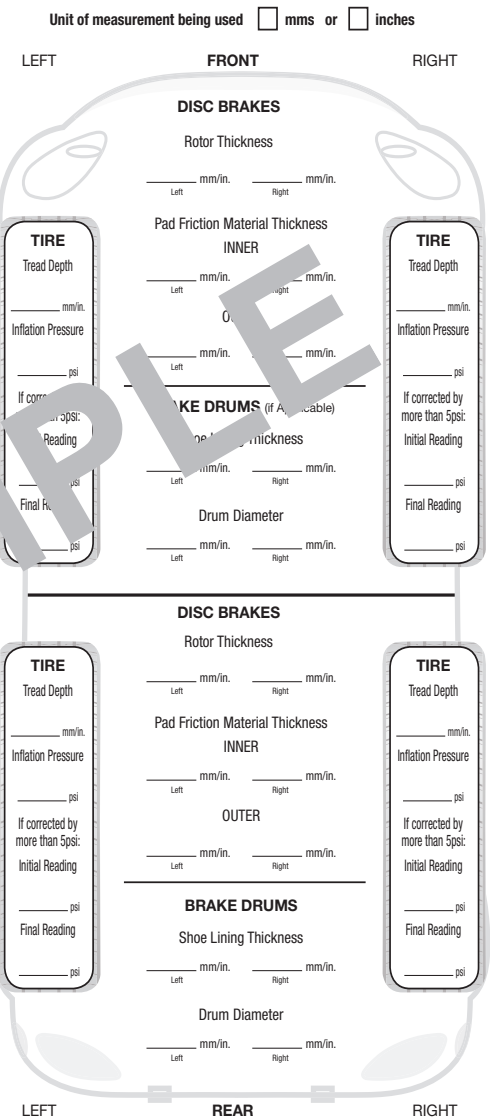 Unit of measurement being used mms or inches
LEFT FRONT RIGHT
DISC BRAKES
Rotor Thickness
mm/in. mm/in.
Left Right
Pad Friction Material Thickness
INNER
mm/in. mm/in.
Left Right
mm/in. mm/in.
Left
DRUMS (if Applicable)
Thickness
mm/in. mm/in.
Left Right
Drum Diameter
mm/in. mm/in.
Left Right
TIRE
Tread Depth
mm/in.
Inflation Pressure
psi
If corrected
5psi:
Reading
psi
Final
psi
TIRE
Tread Depth
mm/in.
Inflation Pressure
psi
If corrected by
more than 5psi:
Initial Reading
psi
Final Reading
psi
PLE
DISC BRAKES
Rotor Thickness
mm/in. mm/in.
Left Right
Pad Friction Material Thickness
INNER
mm/in. mm/in.
Left Right
OUTER
mm/in. mm/in.
Left Right
BRAKE DRUMS
Shoe Lining Thickness
mm/in. mm/in.
Left Right
Drum Diameter
mm/in. mm/in.
Left Right
TIRE
Tread Depth
mm/in.
Inflation Pressure
psi
If corrected by
more than 5psi:
Initial Reading
psi
Final Reading
psi
TIRE
Tread Depth
mm/in.
Inflation Pressure
psi
If corrected by
more than 5psi:
Initial Reading
psi
Final Reading
psi
LEFT REAR RIGHT